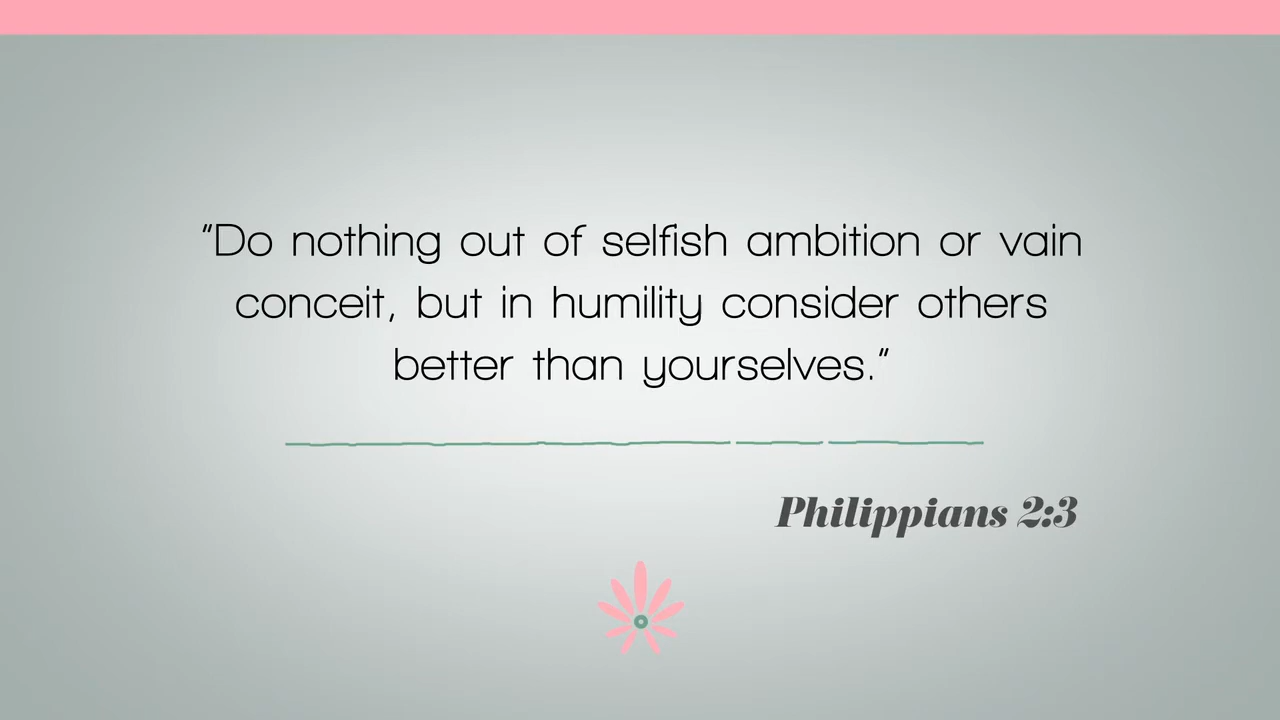 "Do nothing out of selfish ambition or vain
conceit, but in humility consider others
better than yourselves."
Philippians 2:3